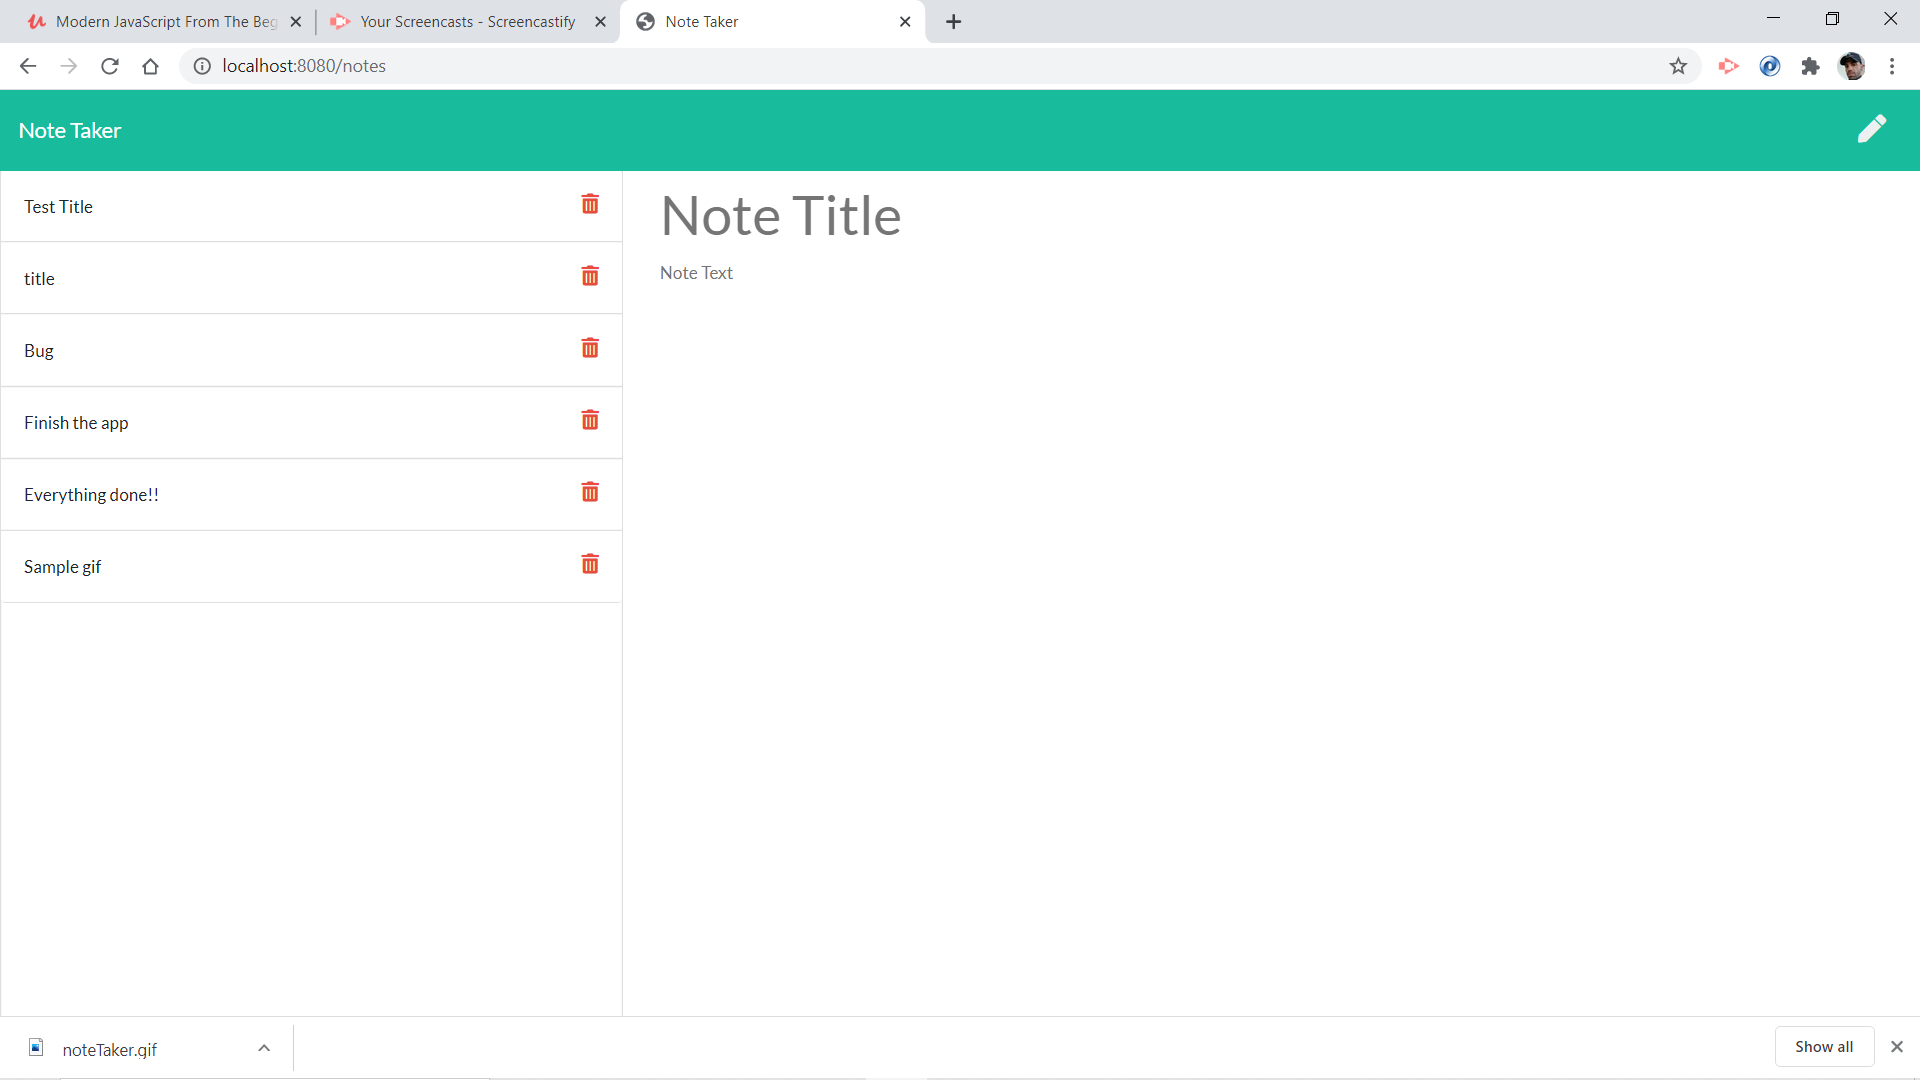 Modern JavaScript From The Beg
Your Screencasts - Screencastify
Note Taker
localhost:8080/notes
Note Taker
Test Title
title
Bug
Finish the app
Everything done!!
Sample gif
Note Title
Note Text
noteTaker.gif
Show all